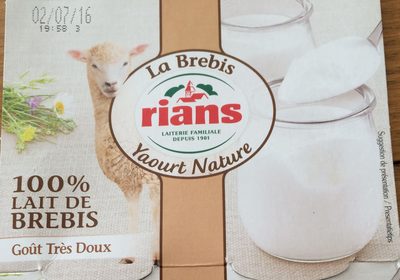 02/07/16
19:58 3
La Brebis
rians
LAITERIE FAMILIALE
DEPUIS 1901
Yaourt Nature
100%
LAIT DE
BREBIS
Goût Très Doux
Suggestion de présentation / Presentatietips